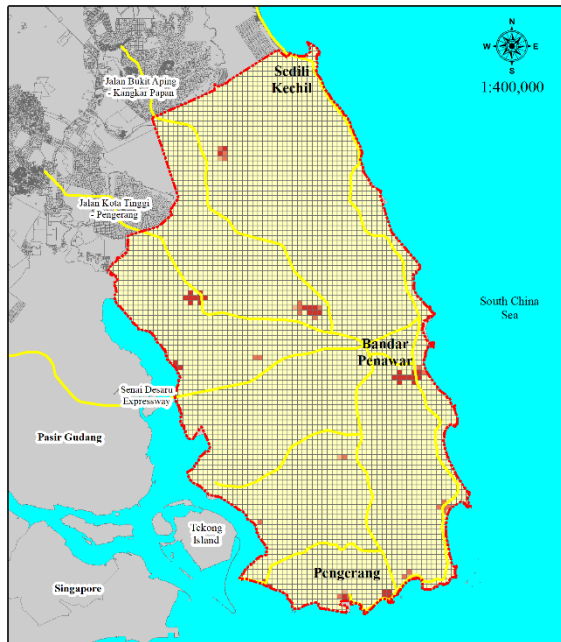 N
W E
S
1:400,000
Sedili
Kechil
Jalan Bukit Aping
- Kangkar Papan
Jalan Kota Tinggi
- Pengerang
South China
Sea
Bandar
Penawar
Senai Desaru
Expressway
Pasir Gudang
Tekong
Island
Pengerang
Singapore